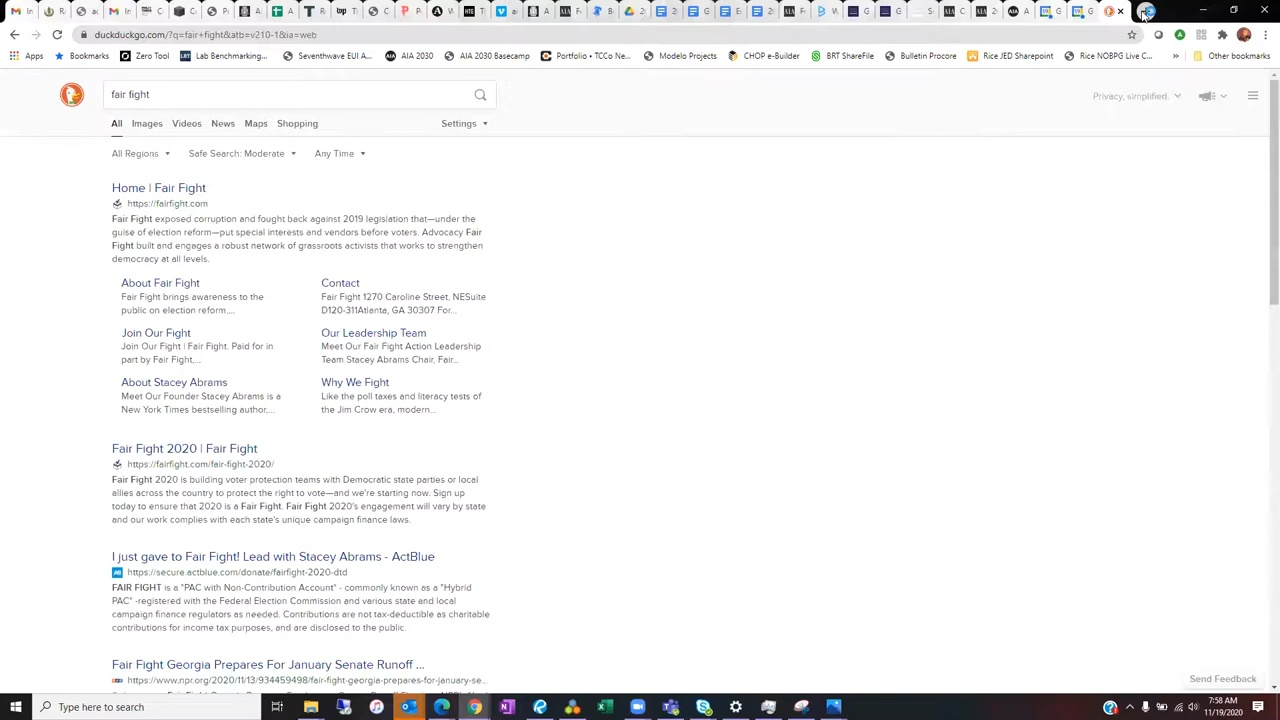 duckduckgo.com/?q=fair+fight&atb=v210-1&ia=web
Apps Bookmarks Zero Tool Lab Benchmarking... Seventhwave EUI A... AIA 2030 AIA 2030 Basecamp Portfolio • TCCo Ne... Modelo Projects CHOP e-Builder BRT ShareFile Bulletin Procore Rice JED Sharepoint Rice NOBPG Live C... » Other bookmarks
fair fight
Privacy, simplified.
All Images Videos News Maps Shopping Settings
All Regions Safe Search: Moderate Any Time
Home | Fair Fight
https://fairfight.com
Fair Fight exposed corruption and fought back against 2019 legislation that—under the
guise of election reform—put special interests and vendors before voters. Advocacy Fair
Fight built and engages a robust network of grassroots activists that works to strengthen
democracy at all levels.
About Fair Fight
Fair Fight brings awareness to the
public on election reform,...
Contact
Fair Fight 1270 Caroline Street, NESuite
D120-311Atlanta, GA 30307 For...
Join Our Fight
Join Our Fight | Fair Fight. Paid for in
part by Fair Fight,...
Our Leadership Team
Meet Our Fair Fight Action Leadership
Team Stacey Abrams Chair, Fair...
About Stacey Abrams
Meet Our Founder Stacey Abrams is a
New York Times bestselling author,...
Why We Fight
Like the poll taxes and literacy tests of
the Jim Crow era, modern...
Fair Fight 2020 | Fair Fight
https://fairfight.com/fair-fight-2020/
Fair Fight 2020 is building voter protection teams with Democratic state parties or local
allies across the country to protect the right to vote—and we're starting now. Sign up
today to ensure that 2020 is a Fair Fight. Fair Fight 2020's engagement will vary by state
and our work complies with each state's unique campaign finance laws.
I just gave to Fair Fight! Lead with Stacey Abrams - ActBlue
https://secure.actblue.com/donate/fairfight-2020-dtd
FAIR FIGHT is a "PAC with Non-Contribution Account" - commonly known as a "Hybrid
PAC" -registered with the Federal Election Commission and various state and local
campaign finance regulators as needed. Contributions are not tax-deductible as charitable
contributions for income tax purposes, and are disclosed to the public.
Fair Fight Georgia Prepares For January Senate Runoff ...
https://www.npr.org/2020/11/13/934459498/fair-fight-georgia-prepares-for-january-se...
Send Feedback
Type here to search
7:58 AM
11/19/2020